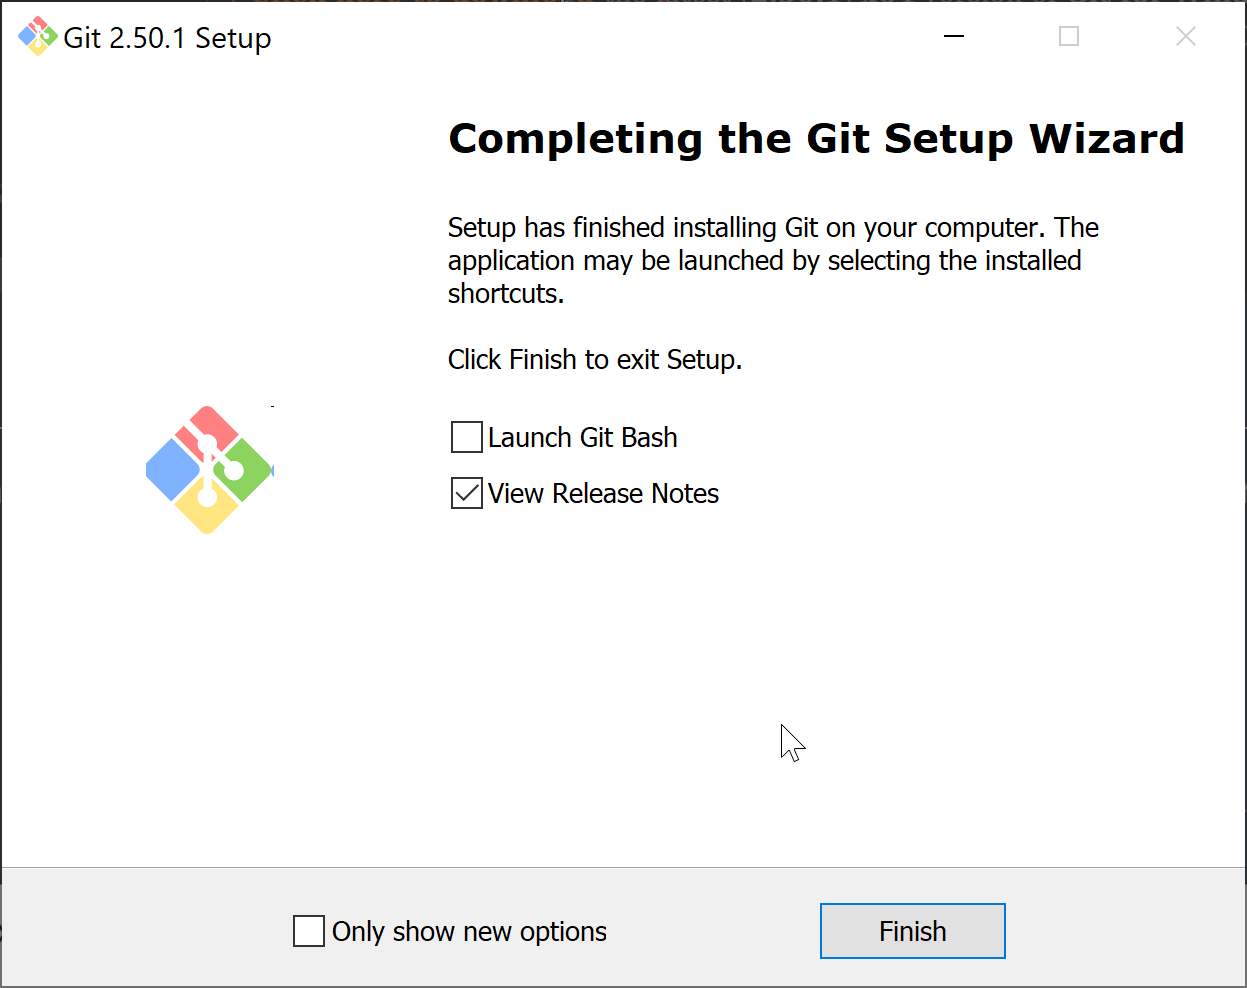 Git 2.50.1 Setup
Completing the Git Setup Wizard
Setup has finished installing Git on your computer. The
application may be launched by selecting the installed
shortcuts.
Click Finish to exit Setup.
Launch Git Bash
View Release Notes
Only show new options
Finish